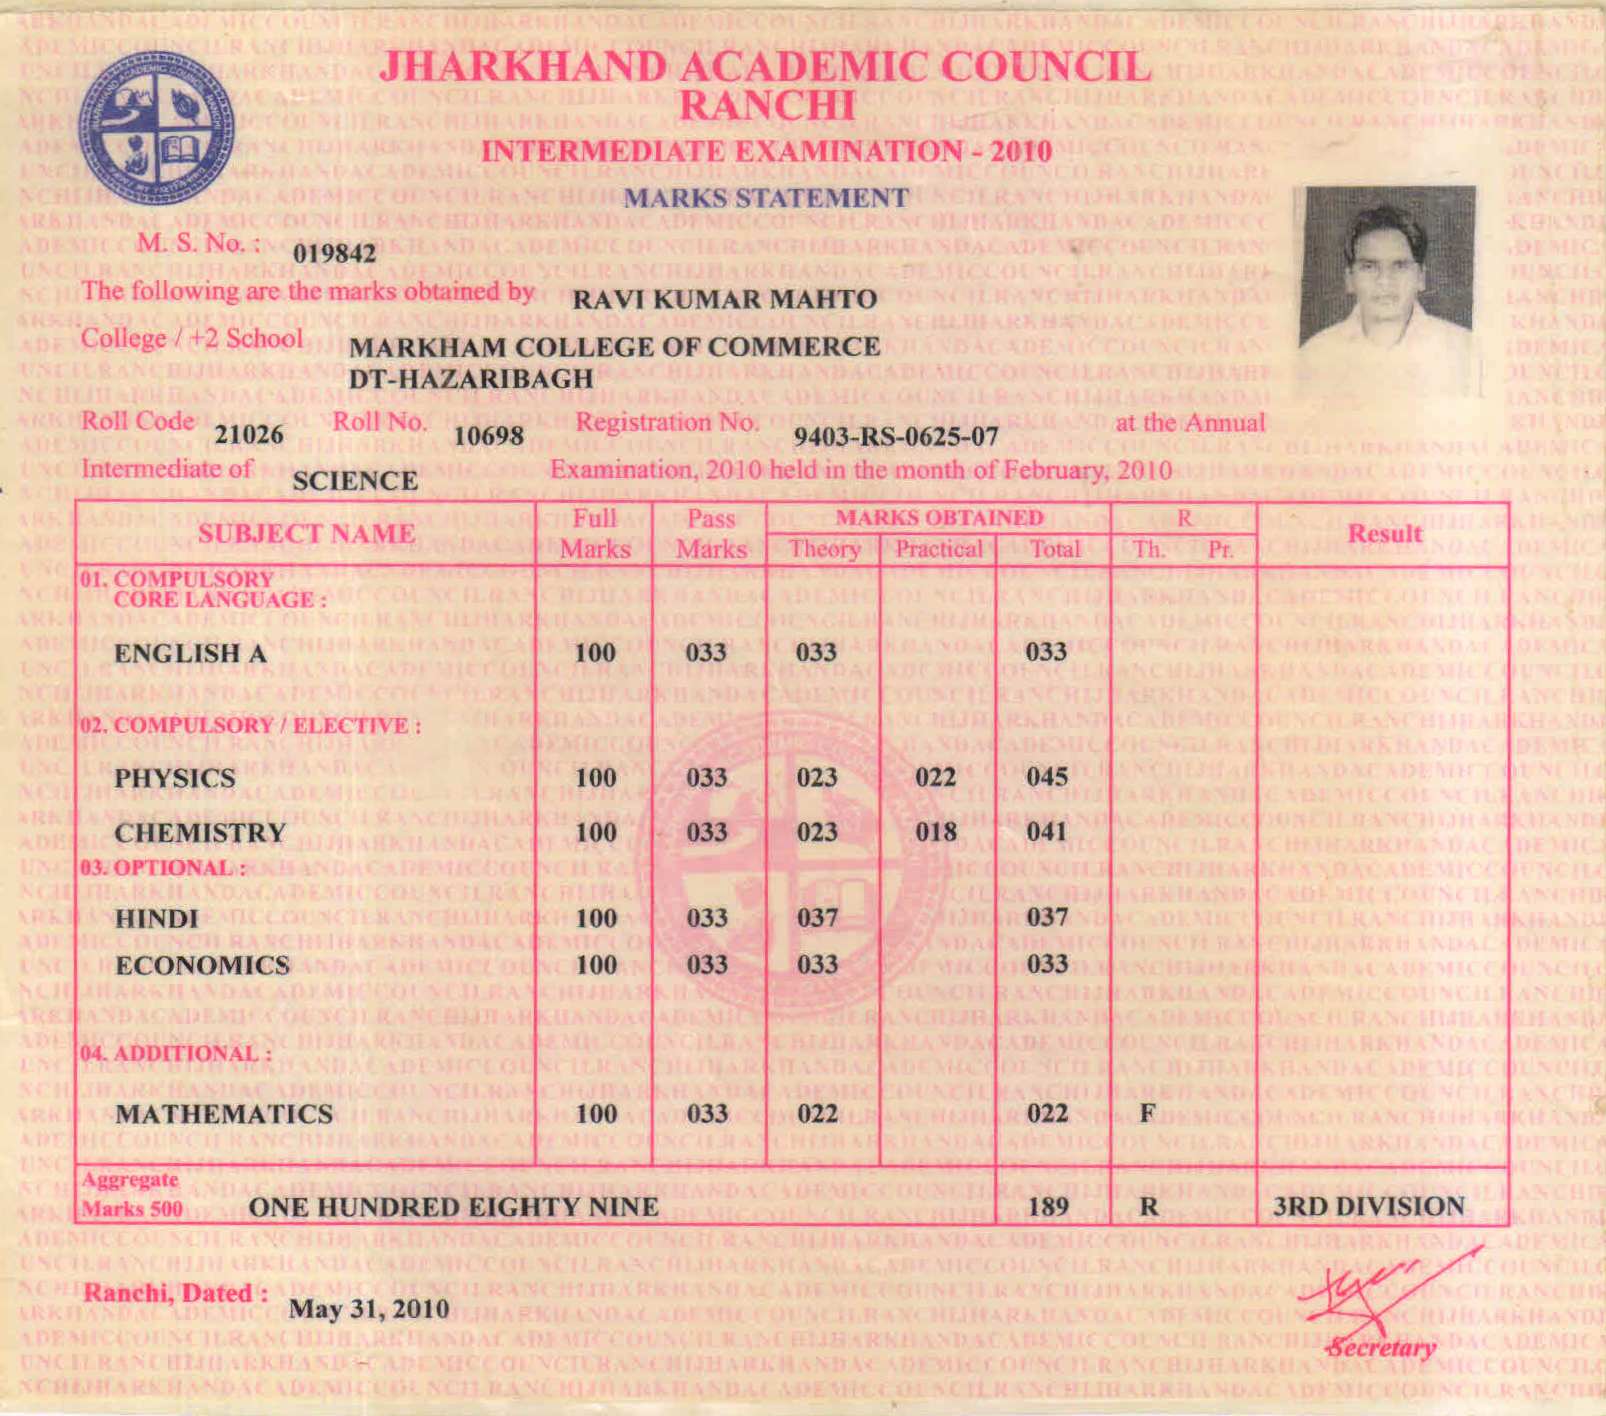 JHARKHAND ACADEMIC COUNCIL
RANCHI
INTERMEDIATE EXAMINATION - 2010
MARKS STATEMENT
M. S. No. : 019842
The following are the marks obtained by RAVI KUMAR MAHTO
College / +2 School MARKHAM COLLEGE OF COMMERCE
DT-HAZARIBAGH
Roll Code 21026 Roll No. 10698 Registration No. 9403-RS-0625-07 at the Annual
Intermediate of SCIENCE Examination, 2010 held in the month of February, 2010
SUBJECT NAME Full Marks Pass Marks MARKS OBTAINED R Result
Theory Practical Total Th. Pr.
01. COMPULSORY
CORE LANGUAGE :
ENGLISH A 100 033 033 033
02. COMPULSORY / ELECTIVE :
PHYSICS 100 033 023 022 045
CHEMISTRY 100 033 023 018 041
03. OPTIONAL :
HINDI 100 033 037 037
ECONOMICS 100 033 033 033
04. ADDITIONAL :
MATHEMATICS 100 033 022 022 F
Aggregate
Marks 500 ONE HUNDRED EIGHTY NINE 189 R 3RD DIVISION
Ranchi, Dated : May 31, 2010
Secretary